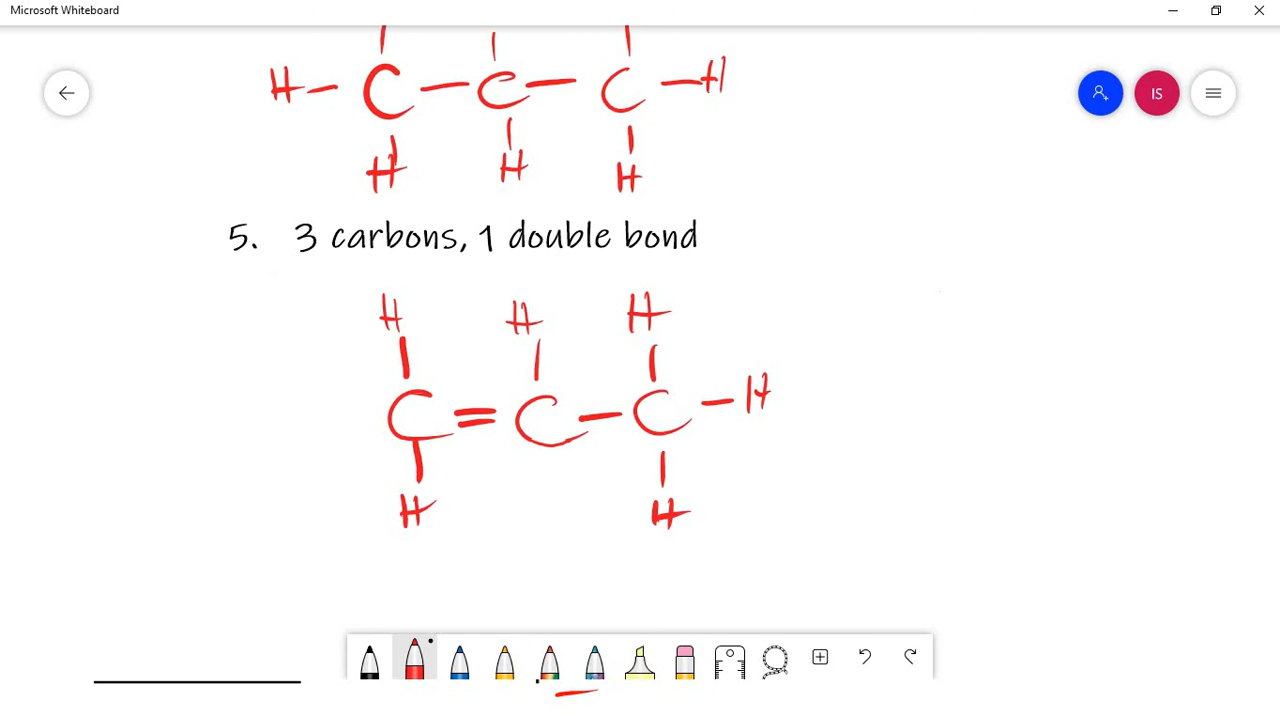 Microsoft Whiteboard
H C C C H
H H H
IS
5. 3 carbons, 1 double bond
H H H
C = C - C - H
H H